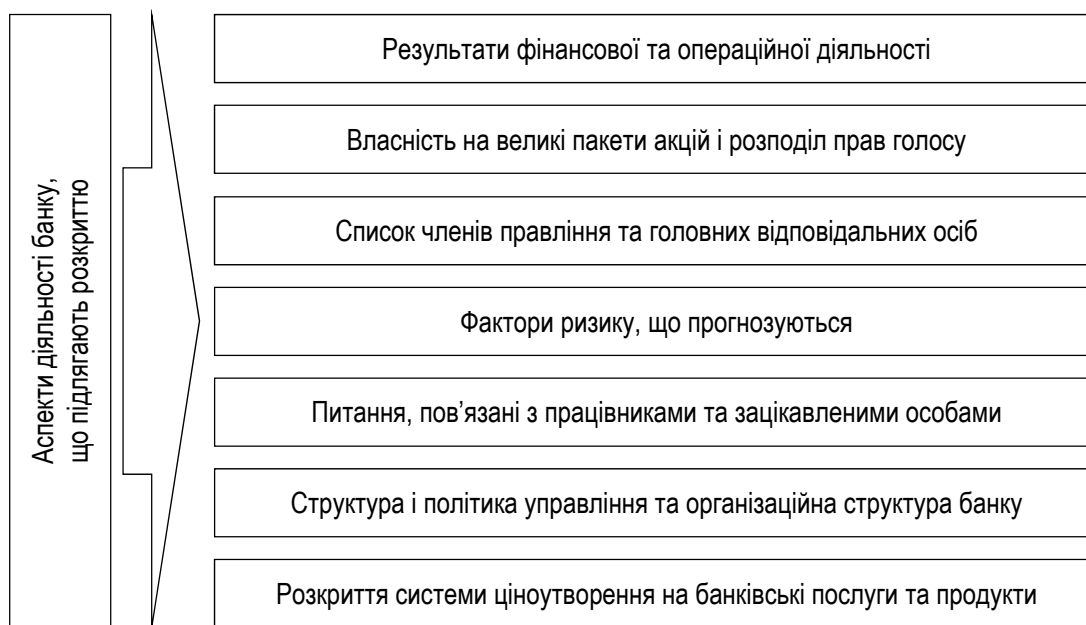 Аспекти діяльності банку,
що підлягають розкриттю
Результати фінансової та операційної діяльності
Власність на великі пакети акцій і розподіл прав голосу
Список членів правління та головних відповідальних осіб
Фактори ризику, що прогнозуються
Питання, пов’язані з працівниками та зацікавленими особами
Структура і політика управління та організаційна структура банку
Розкриття системи ціноутворення на банківські послуги та продукти